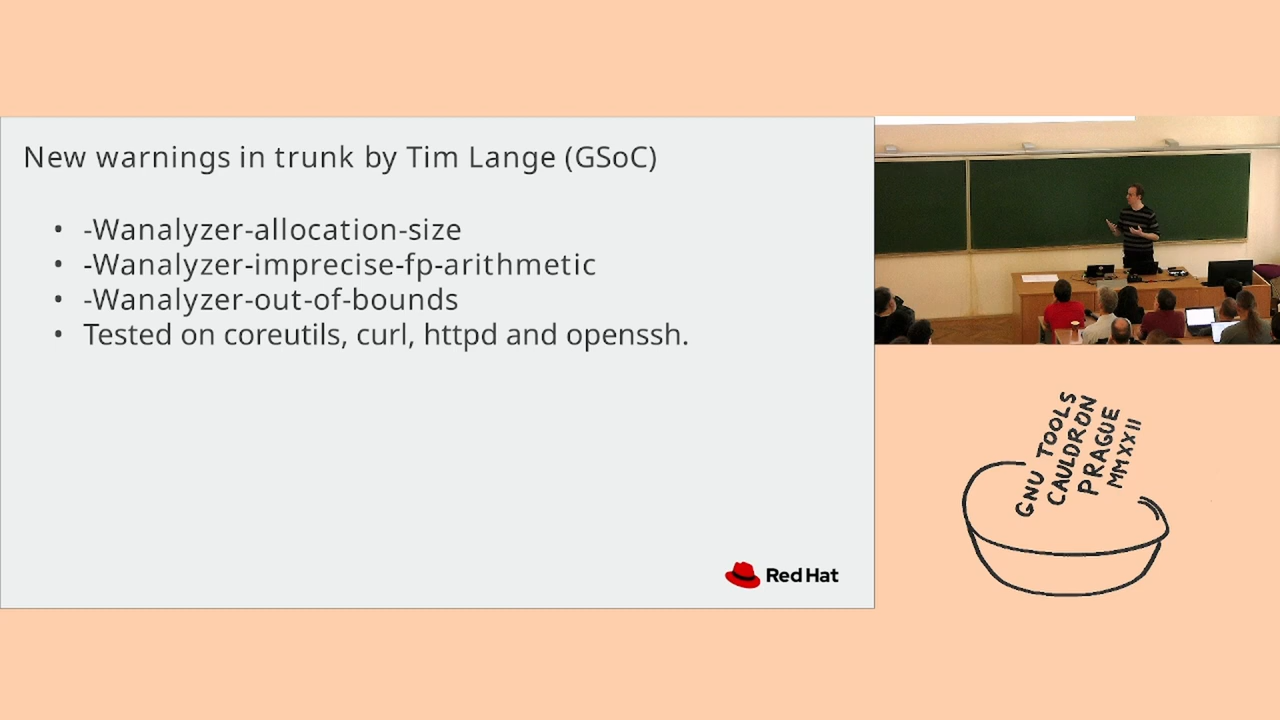 New warnings in trunk by Tim Lange (GSoC)
• -Wanalyzer-allocation-size
• -Wanalyzer-imprecise-fp-arithmetic
• -Wanalyzer-out-of-bounds
• Tested on coreutils, curl, httpd and openssh.
Red Hat
GNU TOOLS
CAULDRON
PRAGUE
MMXXII